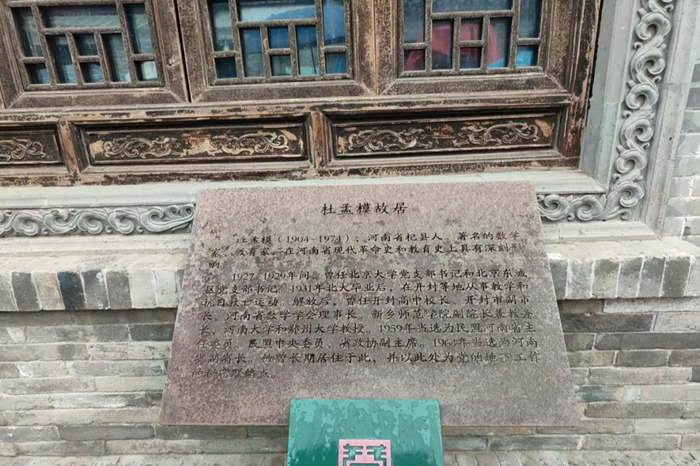 杜孟模故居
杜孟模（1904-1974），河南省杞县人，著名的数学
家、教育家，在河南省现代革命史和教育史上具有深刻影
响。
1927-1929年间，曾任北京大学党支部书记和北京东城
区党支部书记，1931年北大毕业后，在开封等地从事教学和
抗日救亡运动，解放后，曾任开封高中校长、开封市副市
长、河南省数学学会理事长、新乡师范学院副院长兼教务
长，河南大学和郑州大学教授，1959年当选为民盟河南省主
任委员、民盟中央委员、省政协副主席。196 年当选为河南
省副省长。他曾长期居住于此，并以此处为党的地下工作
的秘密联络点